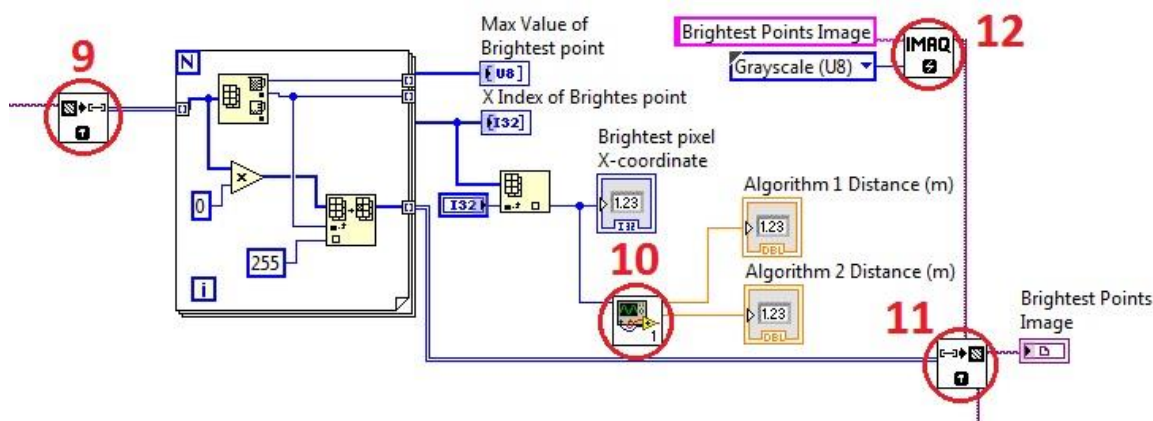 9
N
0
255
i
Max Value of
Brightest point
U8
X Index of Brightes point
I32
I32
Brightest pixel
X-coordinate
1.23
I32
10
1
Algorithm 1 Distance (m)
1.23
DBL
Algorithm 2 Distance (m)
1.23
DBL
Brightest Points Image
Grayscale (U8)
IMAQ
12
11
Brightest Points
Image